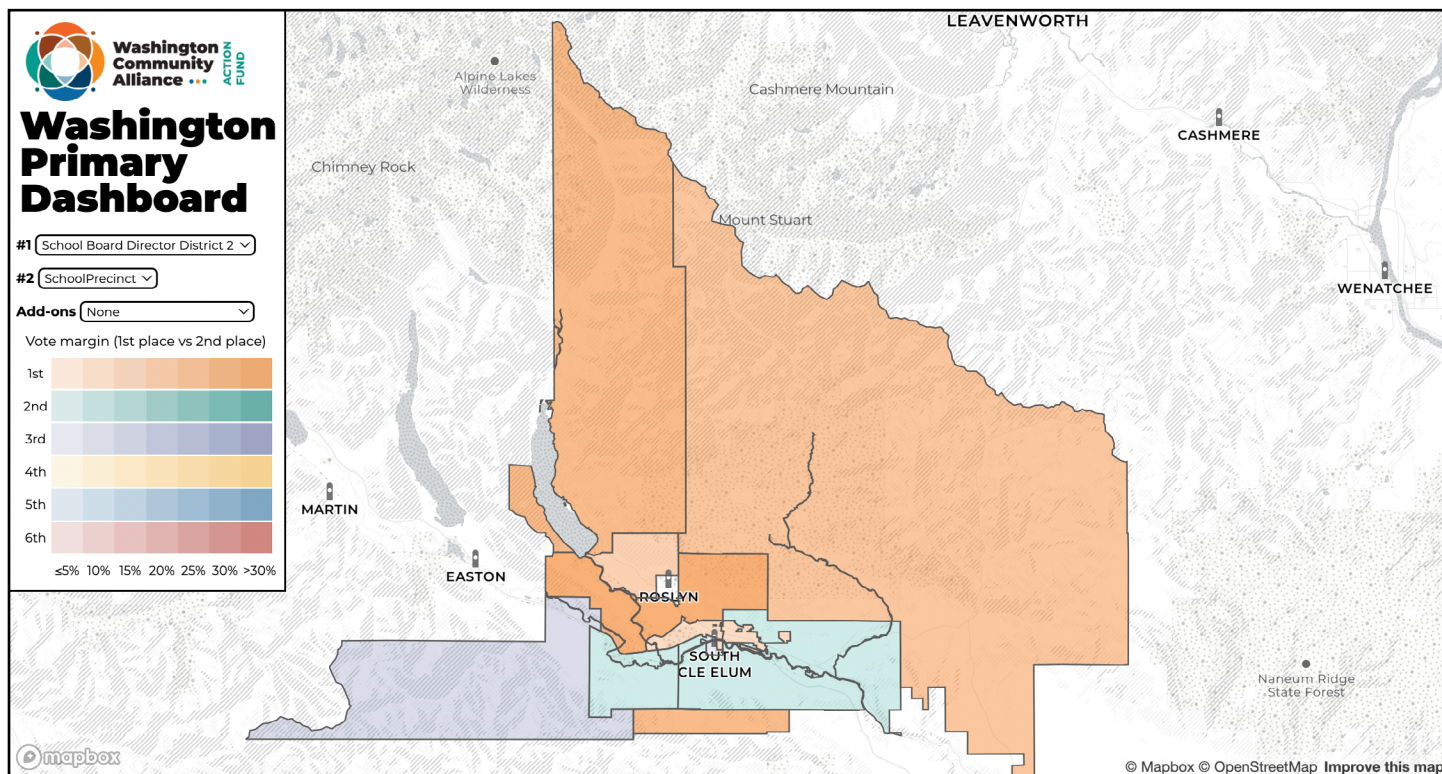 Washington
Community
Alliance
ACTION
FUND
Washington
Primary
Dashboard
#1 School Board Director District 2
#2 SchoolPrecinct
Add-ons None
Vote margin (1st place vs 2nd place)
1st
2nd
3rd
4th
5th
6th
≤5% 10% 15% 20% 25% 30% >30%
LEAVENWORTH
Alpine Lakes
Wilderness
Cashmere Mountain
CASHMERE
Chimney Rock
Mount Stuart
WENATCHEE
MARTIN
EASTON
ROSLYN
SOUTH
CLE ELUM
Naneum Ridge
State Forest
mapbox
© Mapbox © OpenStreetMap Improve this map